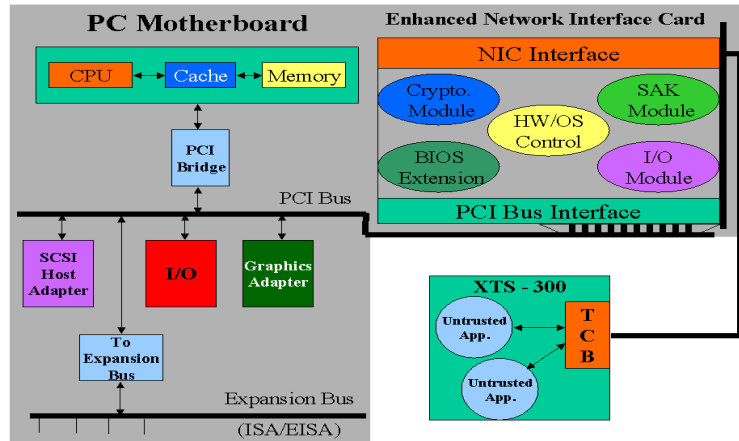 PC Motherboard
CPU
Cache
Memory
PCI
Bridge
PCI Bus
SCSI
Host
Adapter
I/O
Graphics
Adapter
To
Expansion
Bus
Expansion Bus
(ISA/EISA)
Enhanced Network Interface Card
NIC Interface
Crypto.
Module
SAK
Module
HW/OS
Control
BIOS
Extension
I/O
Module
PCI Bus Interface
XTS - 300
Untrusted
App.
Untrusted
App.
T
C
B